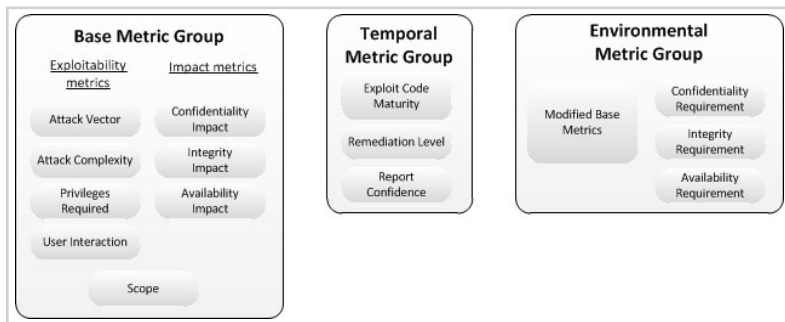 Base Metric Group
Exploitability
metrics
Impact metrics
Attack Vector
Confidentiality
Impact
Attack Complexity
Integrity
Impact
Privileges
Required
Availability
Impact
User Interaction
Scope
Temporal
Metric Group
Exploit Code
Maturity
Remediation Level
Report
Confidence
Environmental
Metric Group
Modified Base
Metrics
Confidentiality
Requirement
Integrity
Requirement
Availability
Requirement